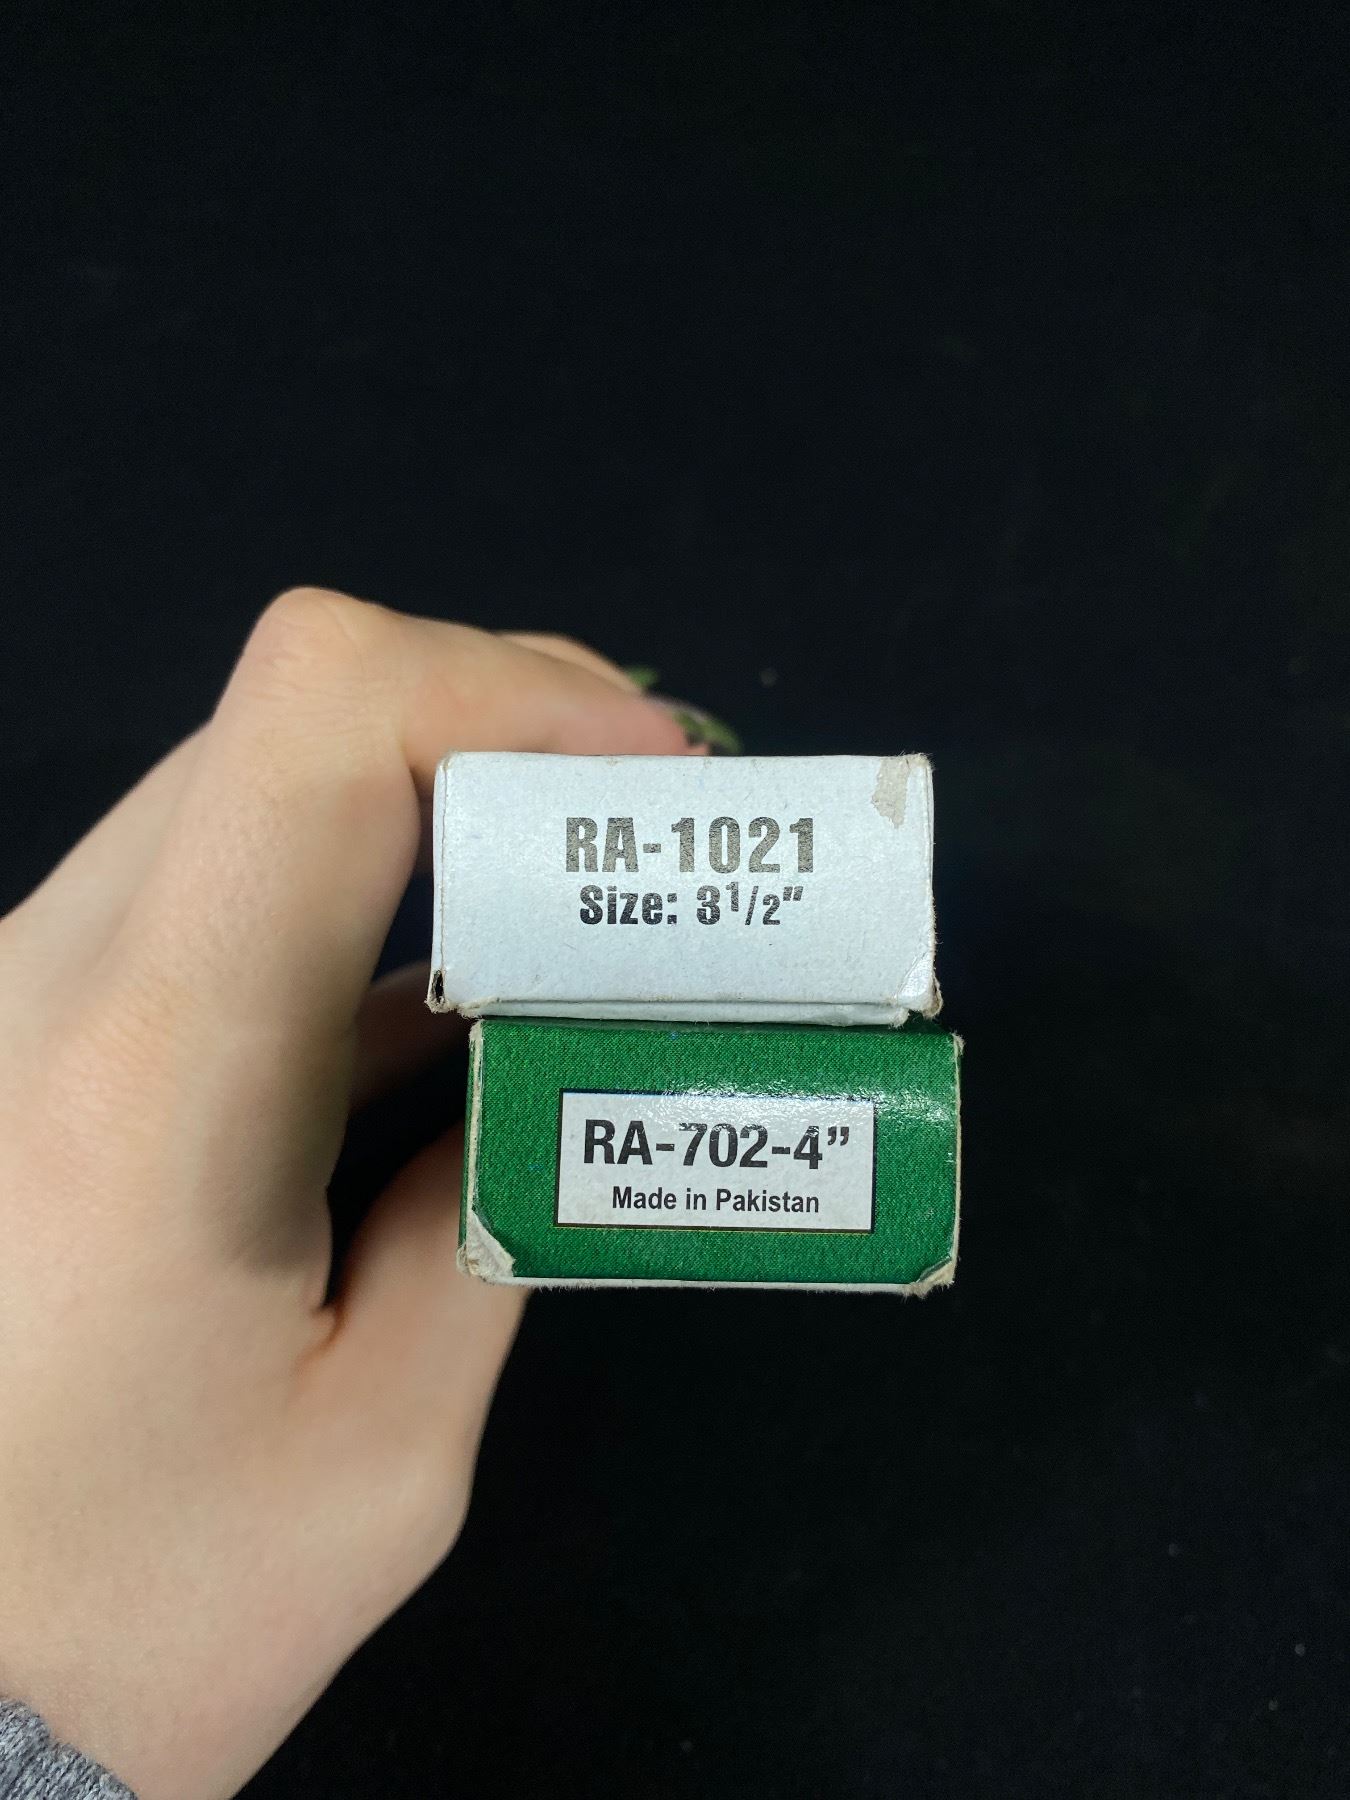 RA-1021
Size: 3 1/2"
RA-702-4”
Made in Pakistan